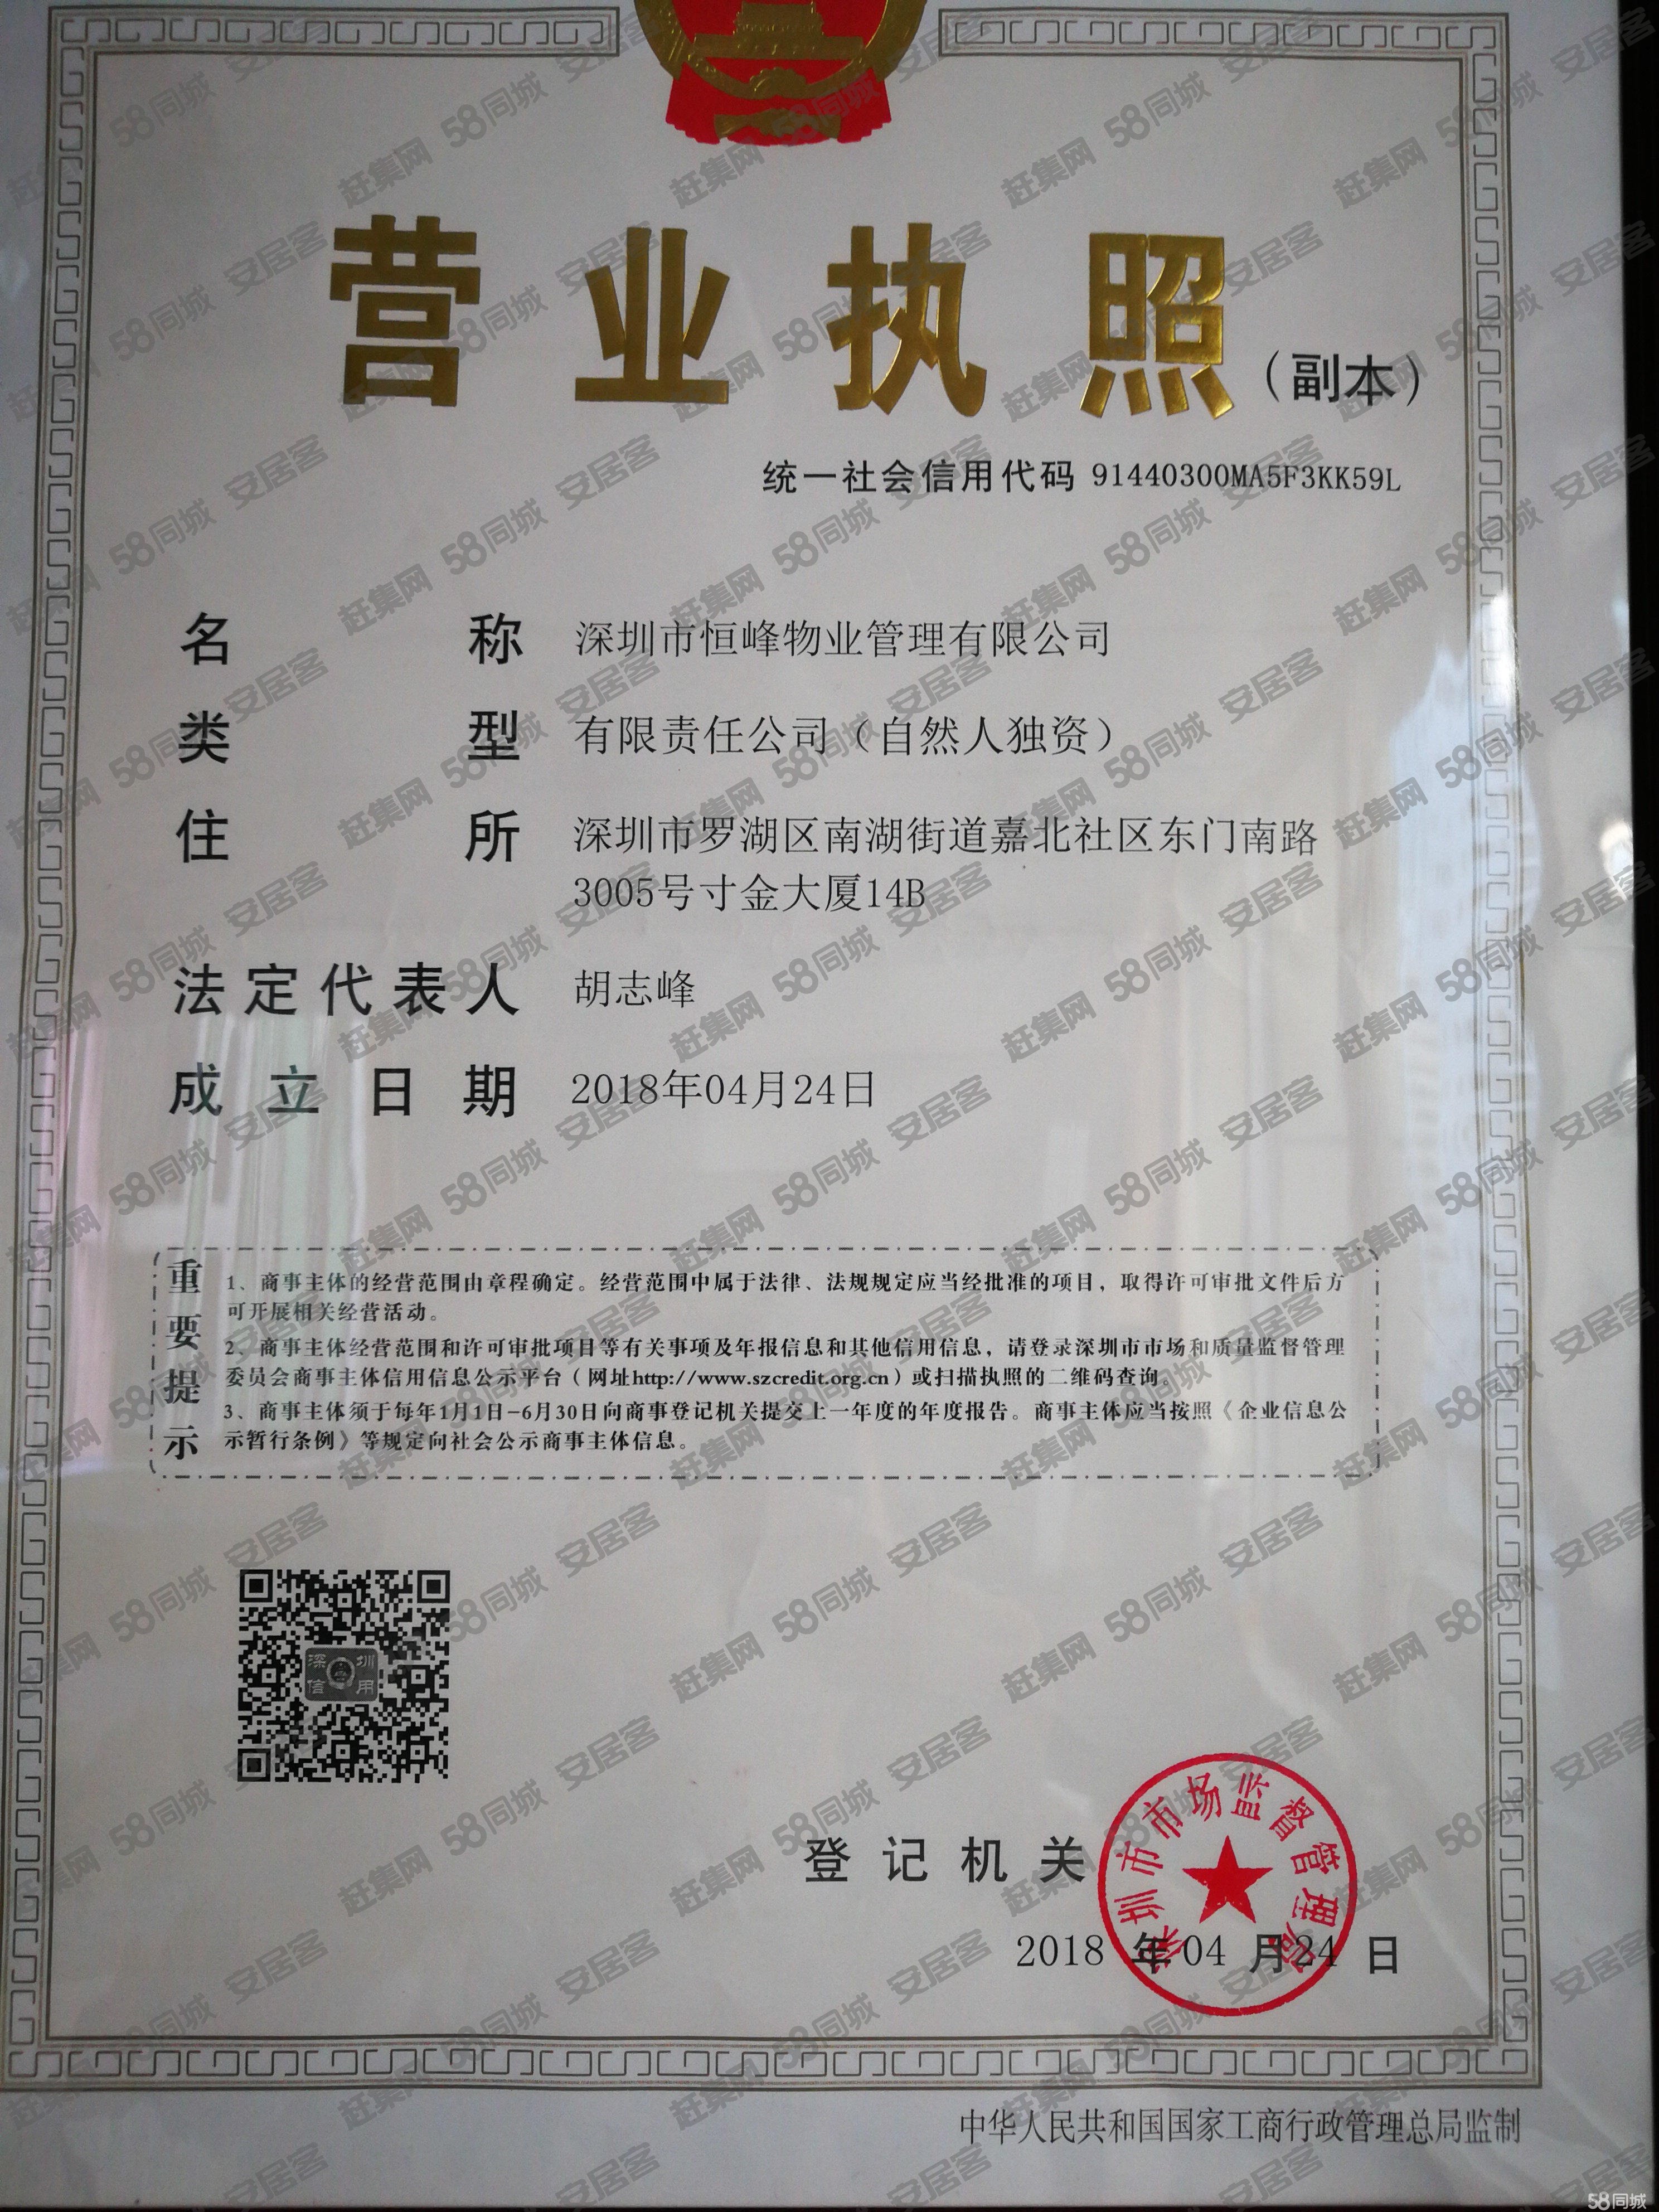 营业执照（副本）
统一社会信用代码 91440300MA5F3KK59L
名称 深圳市恒峰物业管理有限公司
类型 有限责任公司（自然人独资）
住所 深圳市罗湖区南湖街道嘉北社区东门南路
3005号寸金大厦14B
法定代表人 胡志峰
成立日期 2018年04月24日
重要提示
1、商事主体的经营范围由章程确定。经营范围中属于法律、法规规定应当经批准的项目，取得许可审批文件后方
可开展相关经营活动。
2、商事主体经营范围和许可审批项目等有关事项及年报信息和其他信用信息，请登录深圳市市场和质量监督管理
委员会商事主体信用信息公示平台（网址http://www.szcredit.org.cn）或扫描执照的二维码查询。
3、商事主体须于每年1月1日-6月30日向商事登记机关提交上一年度的年度报告。商事主体应当按照《企业信息公
示暂行条例》等规定向社会公示商事主体信息。
深圳
信用
登记机关
深圳市市场监督管理局
2018 年 04 月 24 日
中华人民共和国国家工商行政管理总局监制
58同城 安居客 赶集网
58同城